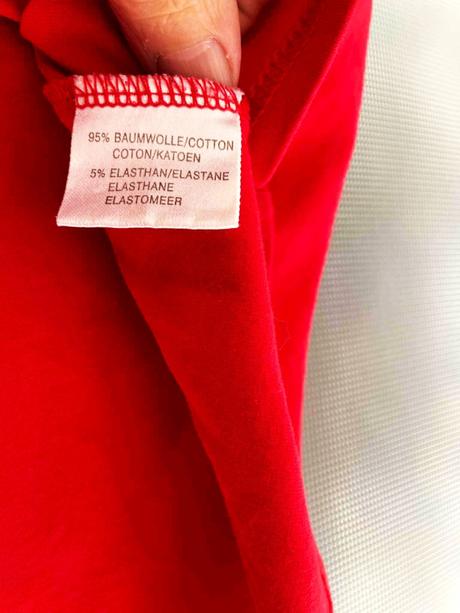 95% BAUMWOLLE/COTTON
COTON/KATOEN
5% ELASTHAN/ELASTANE
ELASTHANE
ELASTOMEER